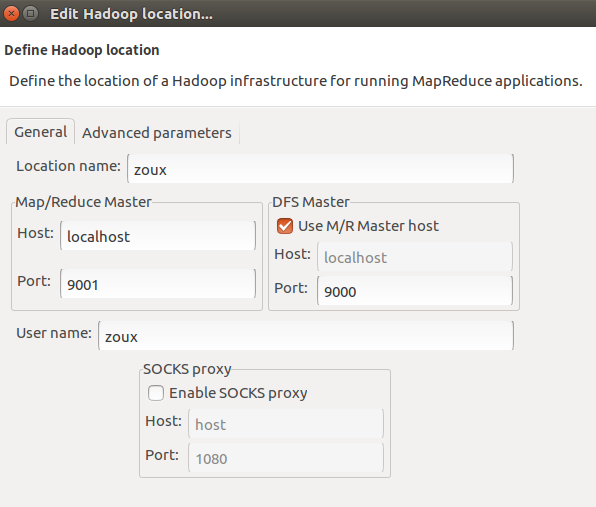 Edit Hadoop location...
Define Hadoop location
Define the location of a Hadoop infrastructure for running MapReduce applications.
General Advanced parameters
Location name: zoux
Map/Reduce Master DFS Master
Use M/R Master host
Host: localhost Host: localhost
Port: 9001 Port: 9000
User name: zoux
SOCKS proxy
Enable SOCKS proxy
Host: host
Port: 1080